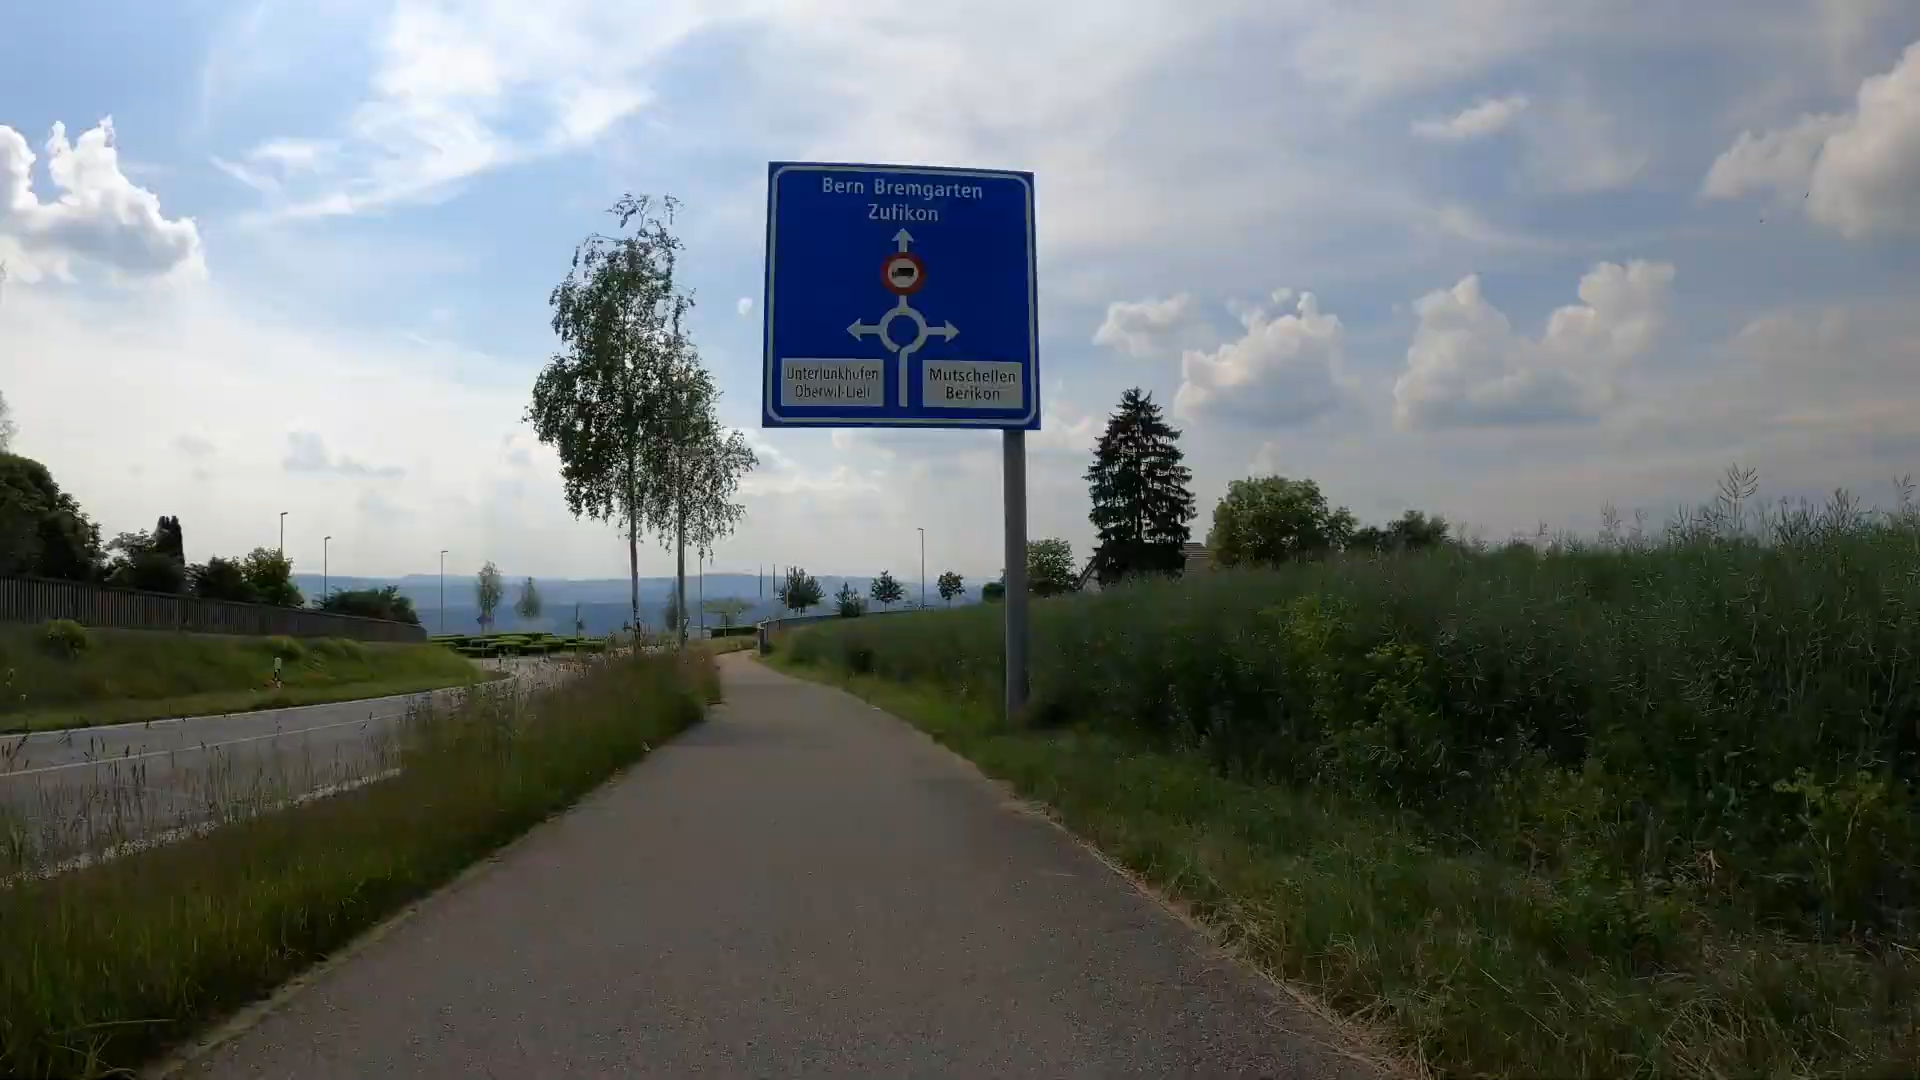 Bern Bremgarten
Zufikon
Unterlunkhofen
Oberwil-Lieli
Mutschellen
Berikon